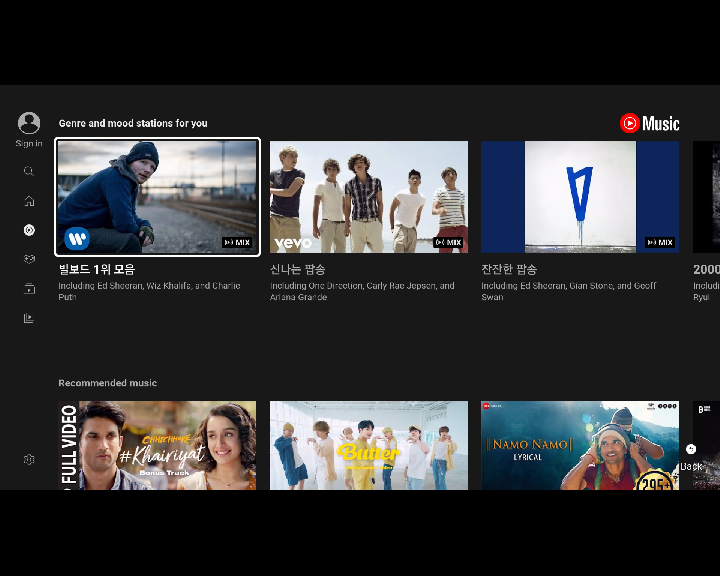 Genre and mood stations for you
Music
Sign in
MIX
vevo
MIX
MIX
빌보드 1위 모음
신나는 팝송
잔잔한 팝송
2000
Including Ed Sheeran, Wiz Khalifa, and Charlie
Puth
Including One Direction, Carly Rae Jepsen, and
Ariana Grande
Including Ed Sheeran, Gian Stone, and Geoff
Swan
Includi
Ryul
Recommended music
FULL VIDEO
CHHICHHORE
#Khairiyat
Bonus Track
Butter
NAMO NAMO
LYRICAL
295+
Back